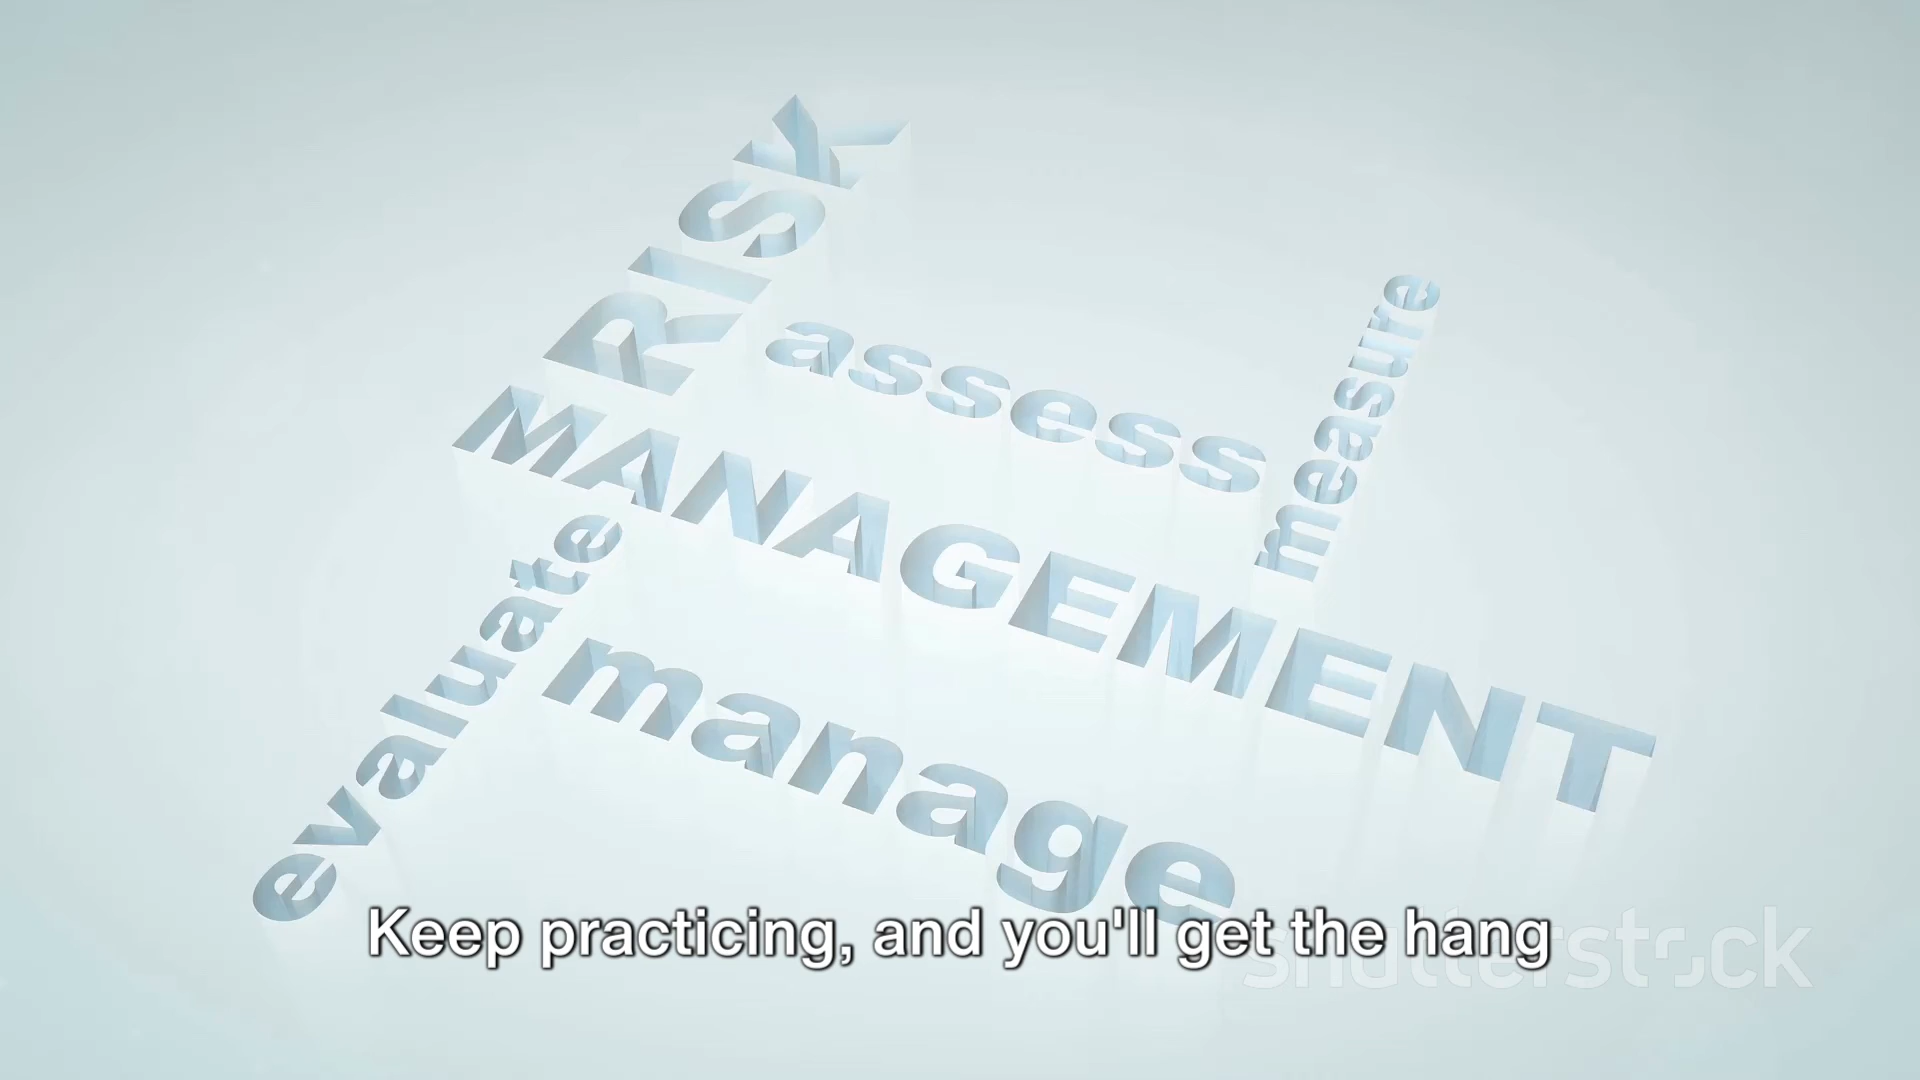 RISK
assess
measure
MANAGEMENT
evaluate
manage
Keep practicing, and you'll get the hang
shutterstock